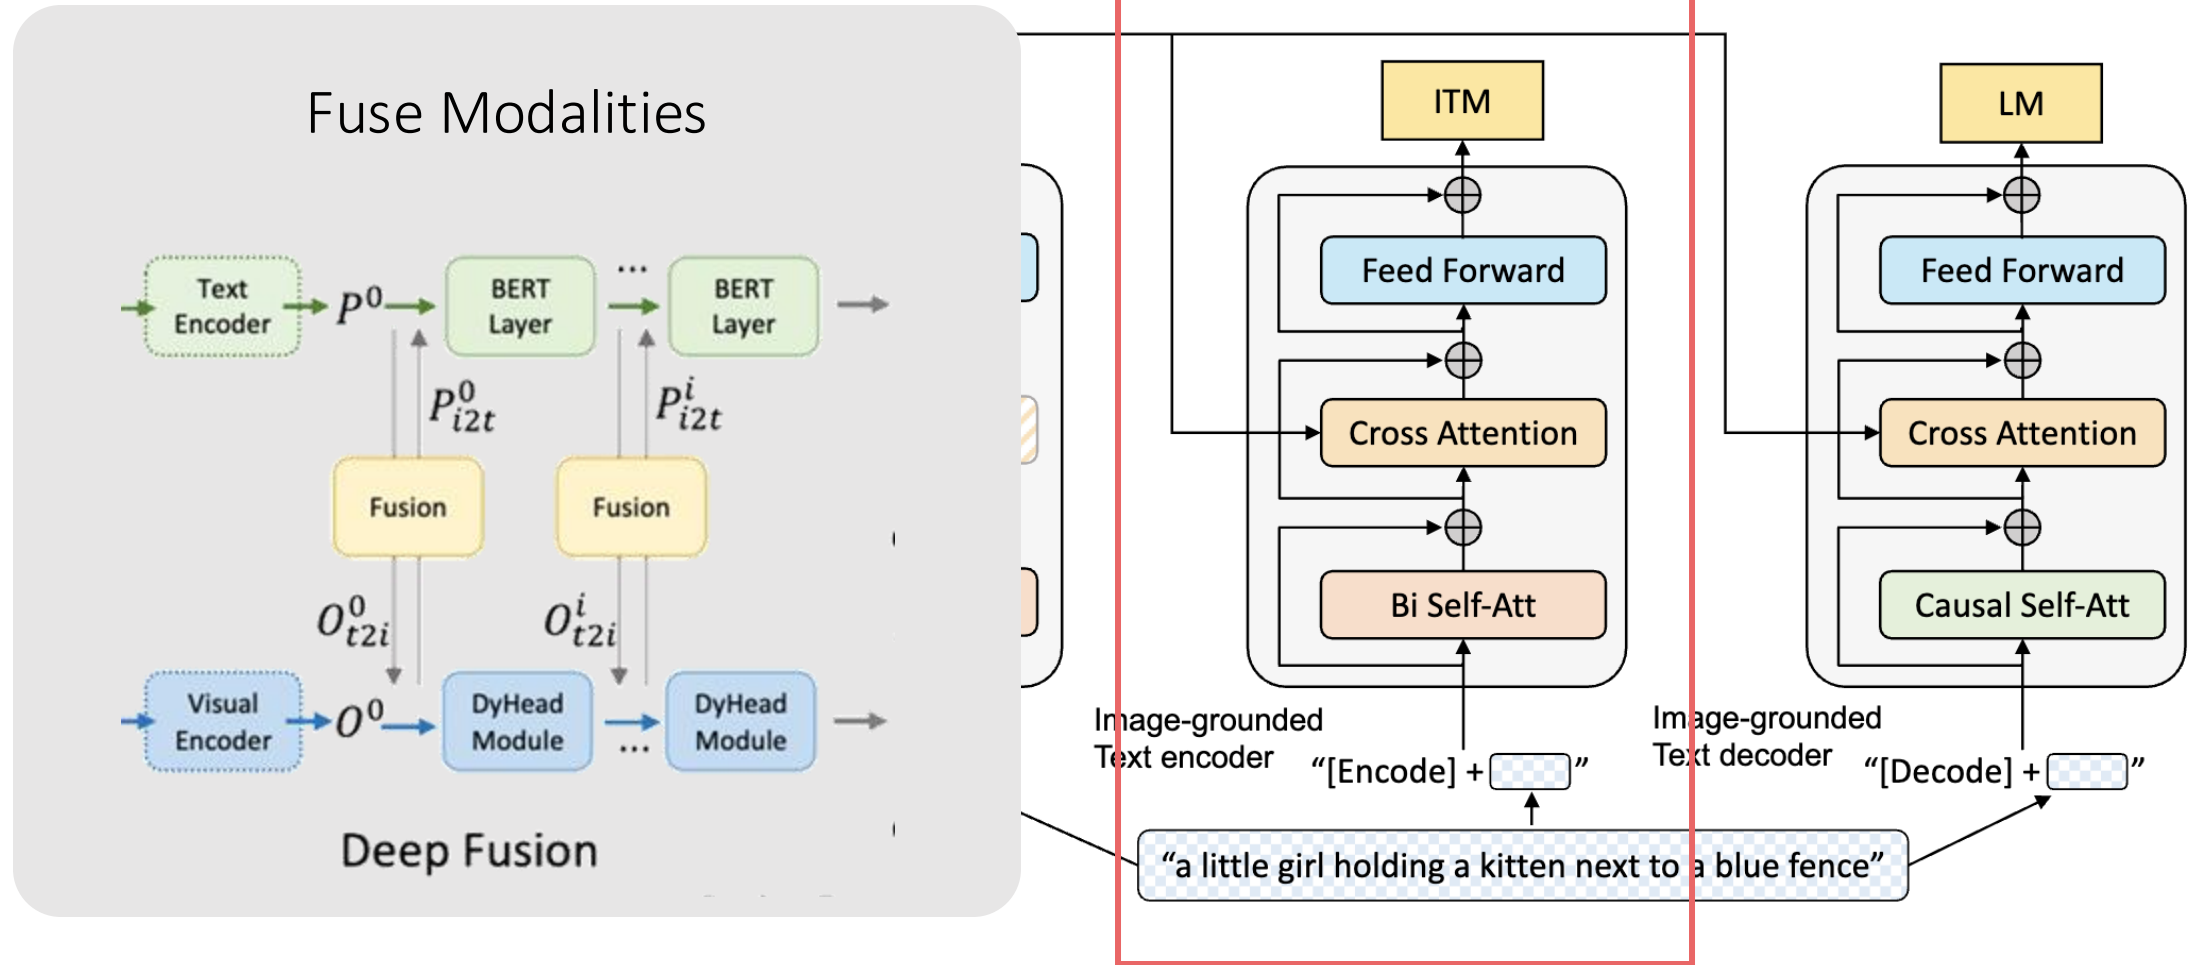 Fuse Modalities
Text
Encoder
P⁰
BERT
Layer
...
BERT
Layer
P⁰ᵢ₂ₜ
Pⁱᵢ₂ₜ
Fusion
Fusion
O⁰ₜ₂ᵢ
Oⁱₜ₂ᵢ
Visual
Encoder
O⁰
DyHead
Module
...
DyHead
Module
Deep Fusion
ITM
Feed Forward
Cross Attention
Bi Self-Att
Image-grounded
Text encoder
“[Encode] + ”
LM
Feed Forward
Cross Attention
Causal Self-Att
Image-grounded
Text decoder
“[Decode] + ”
“a little girl holding a kitten next to a blue fence”